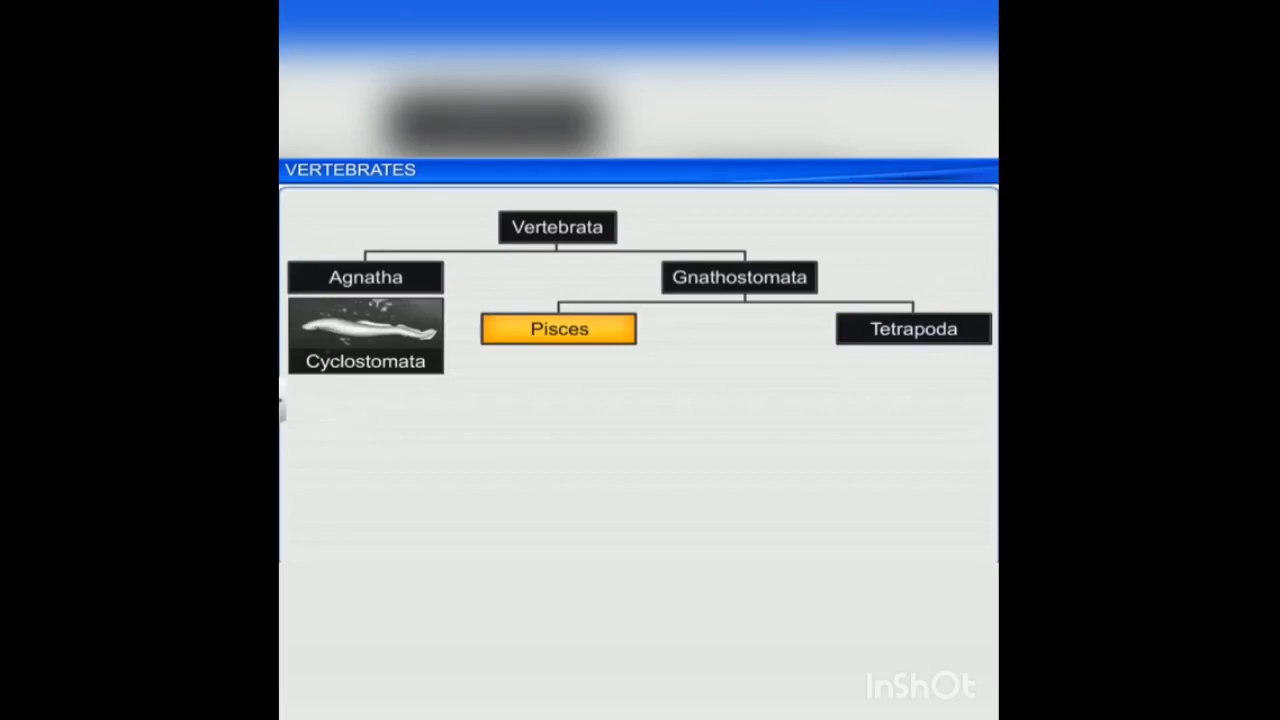 VERTEBRATES
Vertebrata
Agnatha
Gnathostomata
Pisces
Tetrapoda
Cyclostomata
InShOt